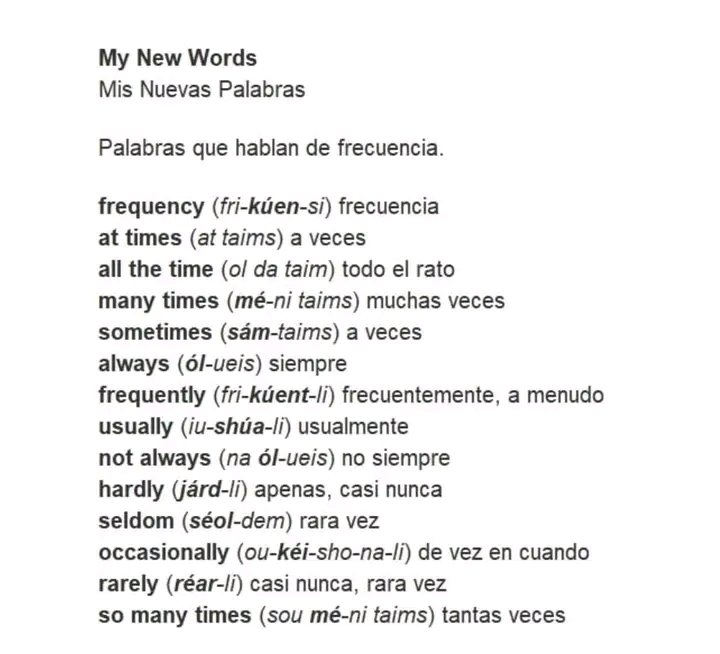 My New Words
Mis Nuevas Palabras
Palabras que hablan de frecuencia.
frequency (fri-kúen-si) frecuencia
at times (at taims) a veces
all the time (ol da taim) todo el rato
many times (mé-ni taims) muchas veces
sometimes (sám-taims) a veces
always (ól-ueis) siempre
frequently (fri-kúent-li) frecuentemente, a menudo
usually (iu-shúa-li) usualmente
not always (na ól-ueis) no siempre
hardly (járd-li) apenas, casi nunca
seldom (séol-dem) rara vez
occasionally (ou-kéi-sho-na-li) de vez en cuando
rarely (réar-li) casi nunca, rara vez
so many times (sou mé-ni taims) tantas veces